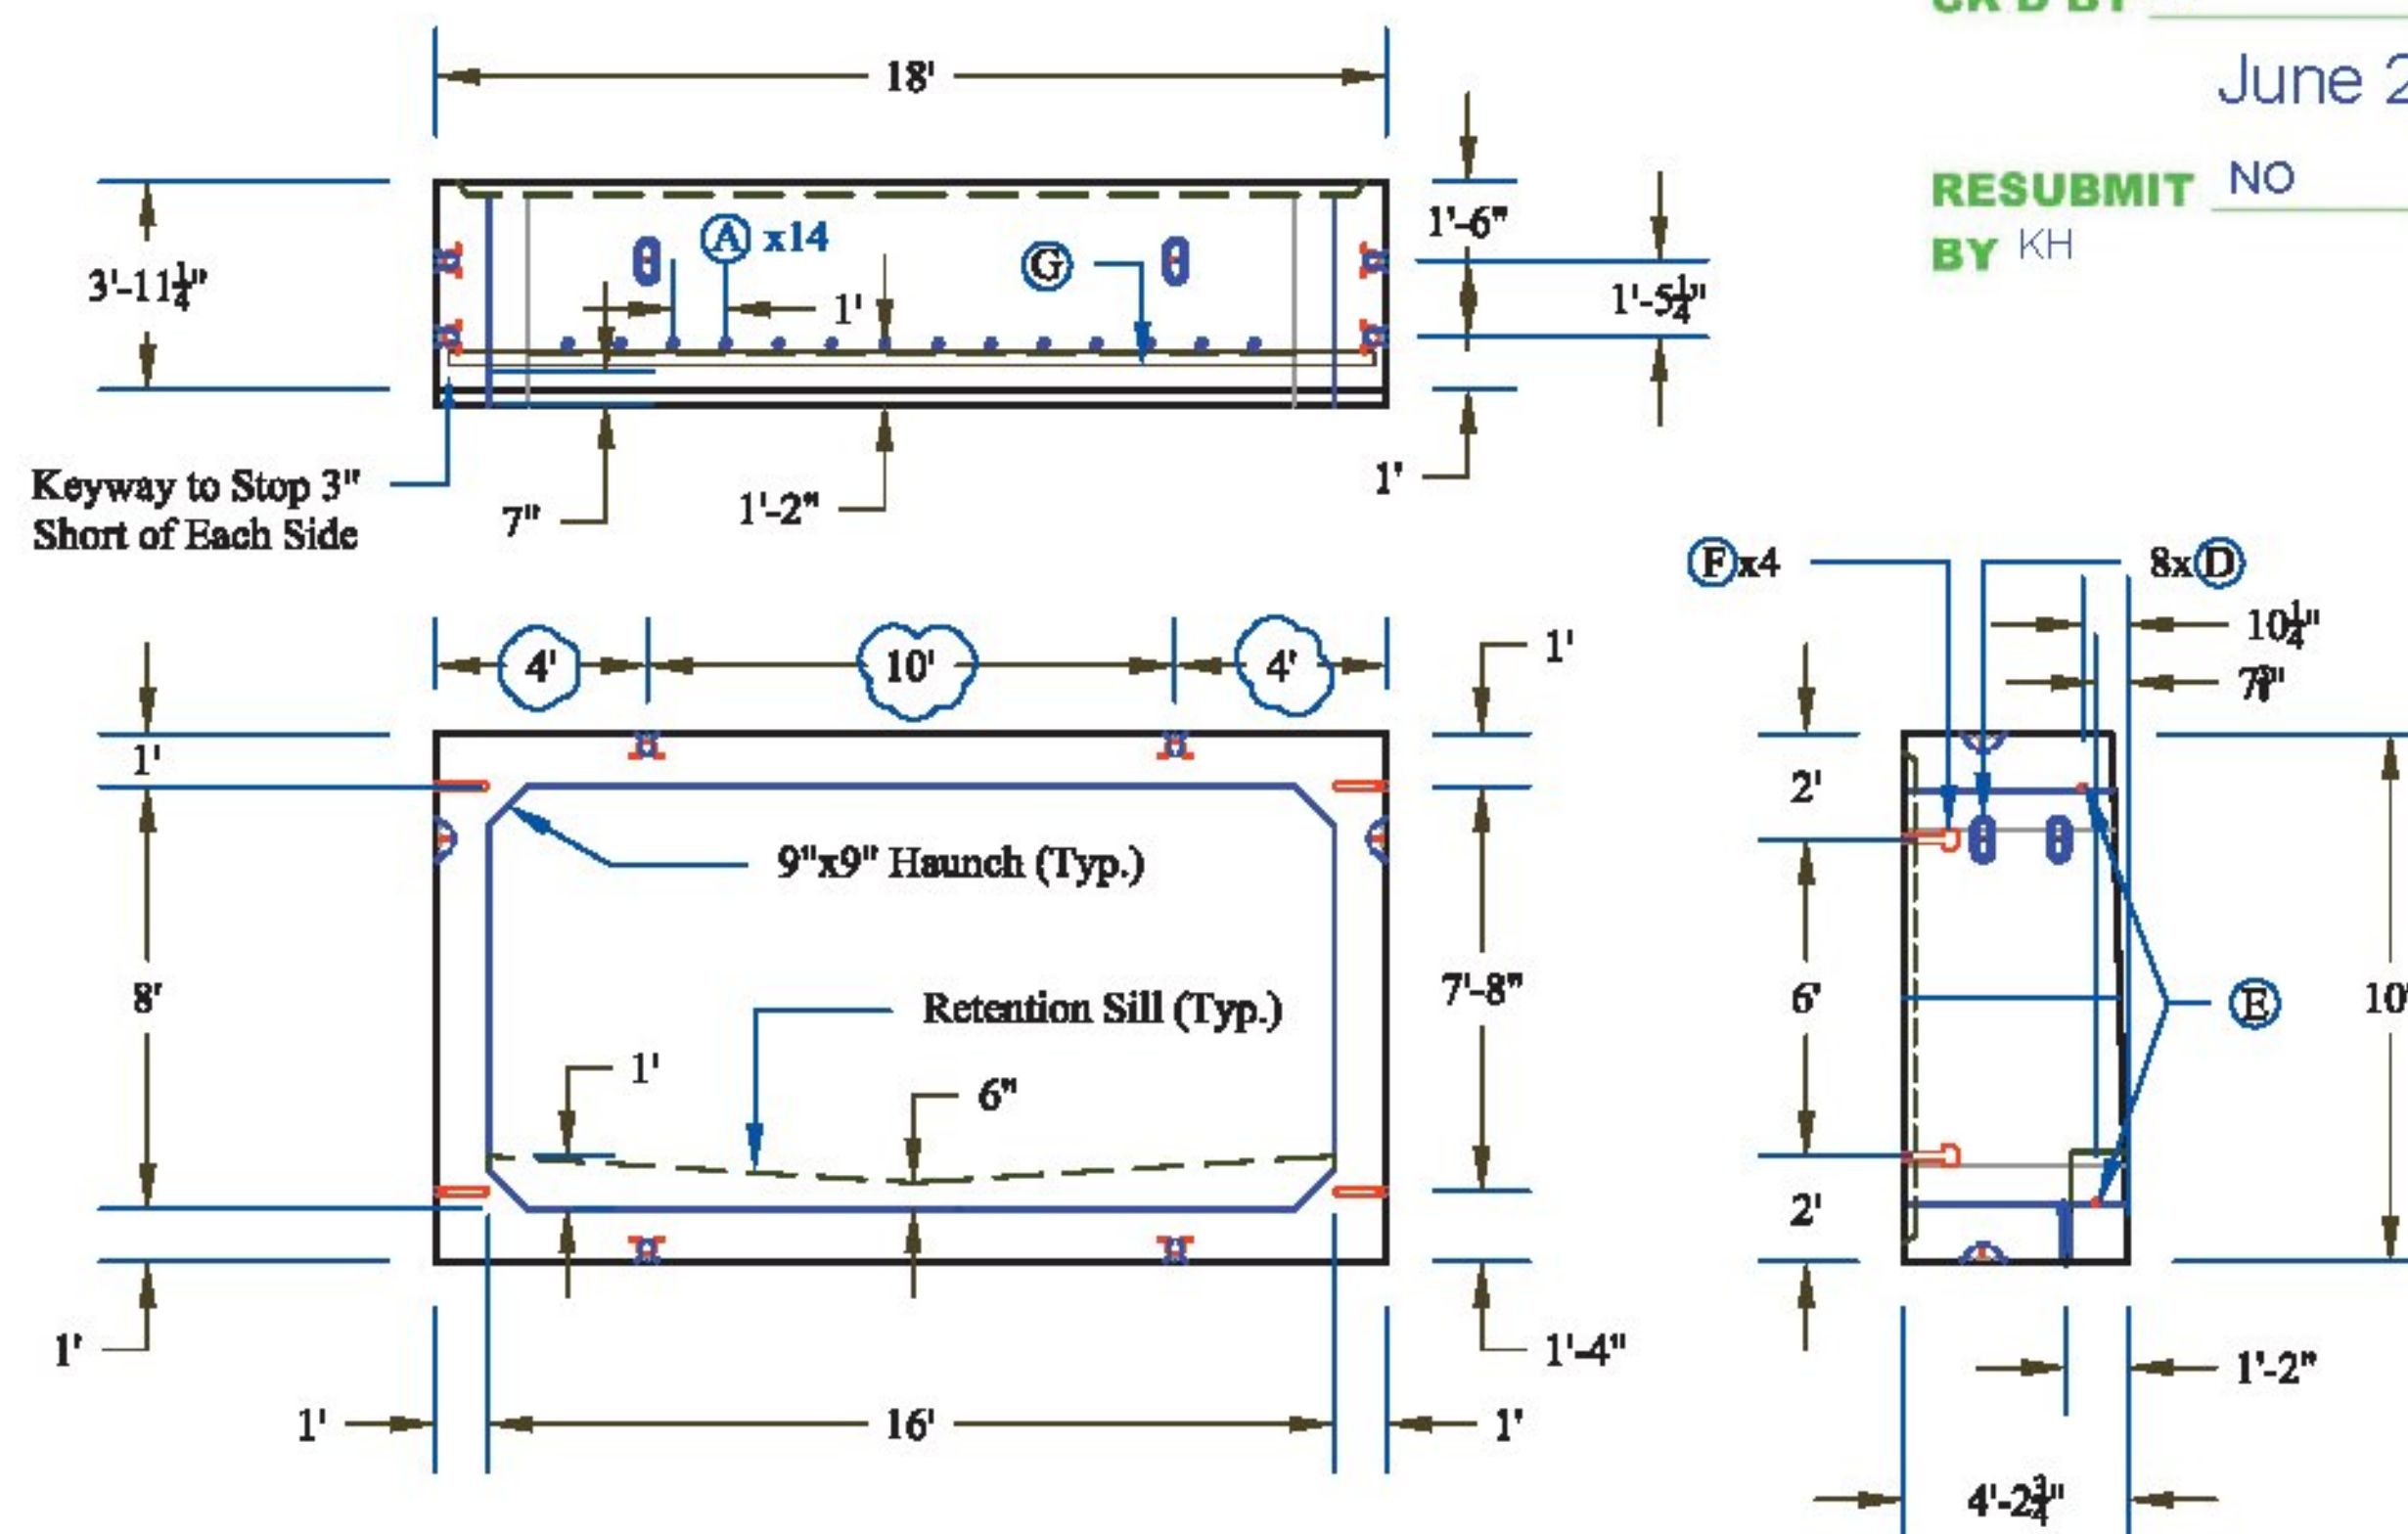 CK'D BY
June 2
RESUBMIT NO
BY KH
18'
3'-11¼"
A x14
G
1'
1'-6"
1'-5¼"
1'
Keyway to Stop 3"
Short of Each Side
7"
1'-2"
F x4
8x D
10¼"
4'
10'
4'
1'
1'
2'
9"x9" Haunch (Typ.)
8'
7'-8"
6'
E
10'
Retention Sill (Typ.)
1'
6"
2'
1'
1'-4"
1'-2"
1'
16'
1'
4'-2¾"